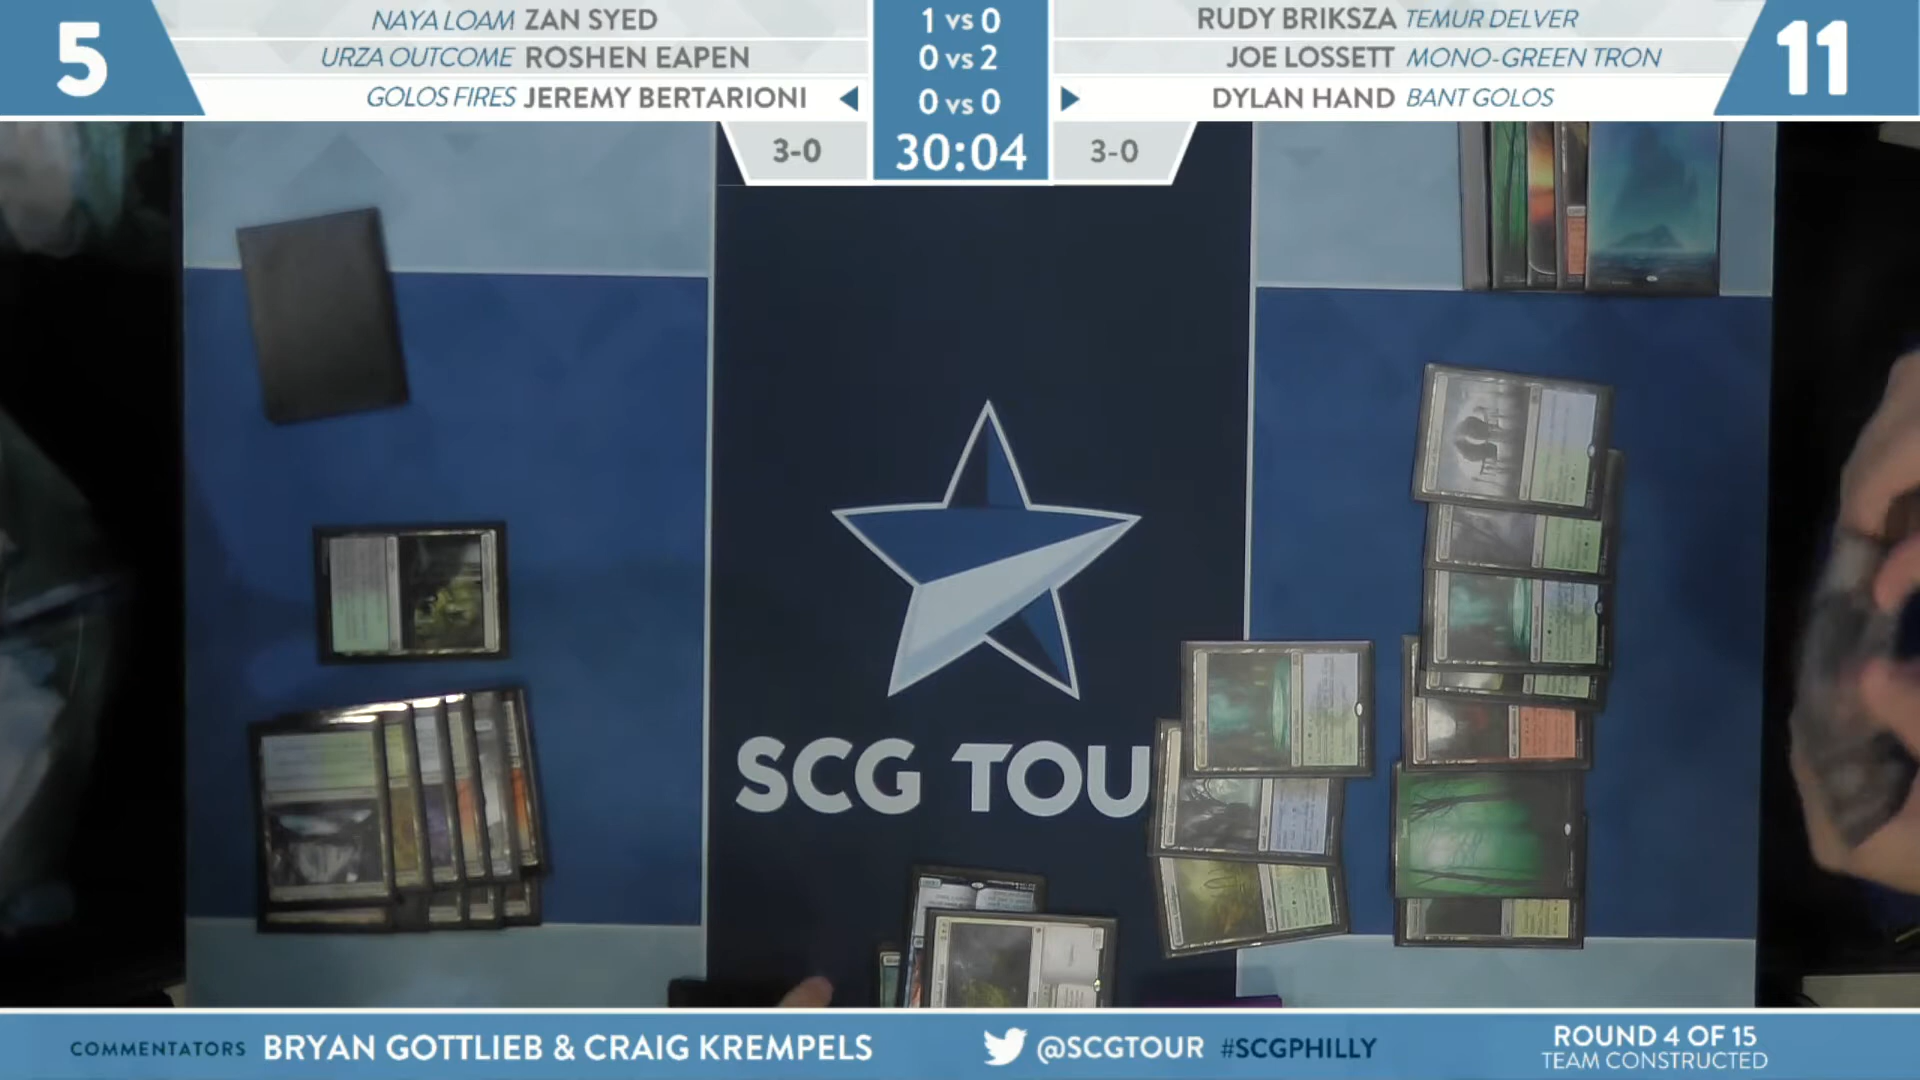 5
NAYA LOAM ZAN SYED
1 vs 0
RUDY BRIKSZA TEMUR DELVER
11
URZA OUTCOME ROSHEN EAPEN
0 vs 2
JOE LOSSETT MONO-GREEN TRON
GOLOS FIRES JEREMY BERTARIONI
0 vs 0
DYLAN HAND BANT GOLOS
3-0
30:04
3-0
SCG TOU
COMMENTATORS BRYAN GOTTLIEB & CRAIG KREMPELS
@SCGTOUR #SCGPHILLY
ROUND 4 OF 15
TEAM CONSTRUCTED